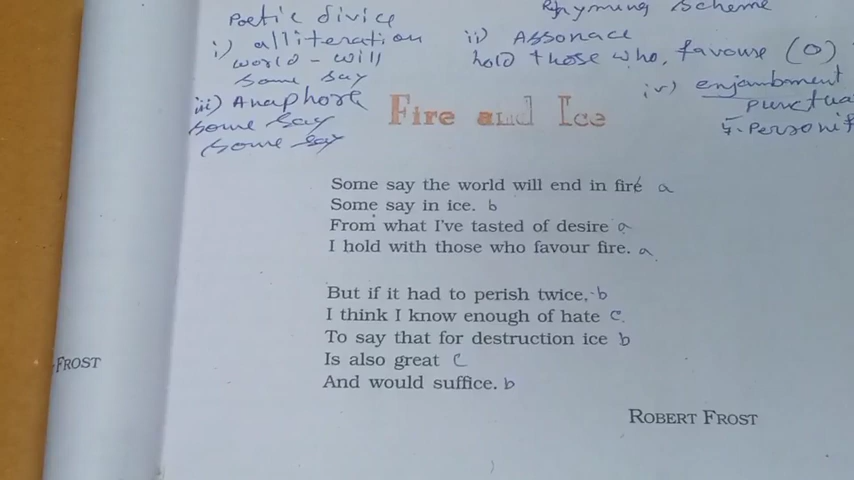 Poetic divice
Rhyming Scheme
i) alliteration
world - will
some say
ii) Assonace
hold those who, favouse (O)
iii) Anaphore
some say
some say
iv) enjamboment
punctua
5. Personif
Fire and Ice
Some say the world will end in fire a
Some say in ice. b
From what I've tasted of desire a
I hold with those who favour fire. a
But if it had to perish twice, b
I think I know enough of hate c
To say that for destruction ice b
Is also great c
And would suffice. b
ROBERT FROST
FROST